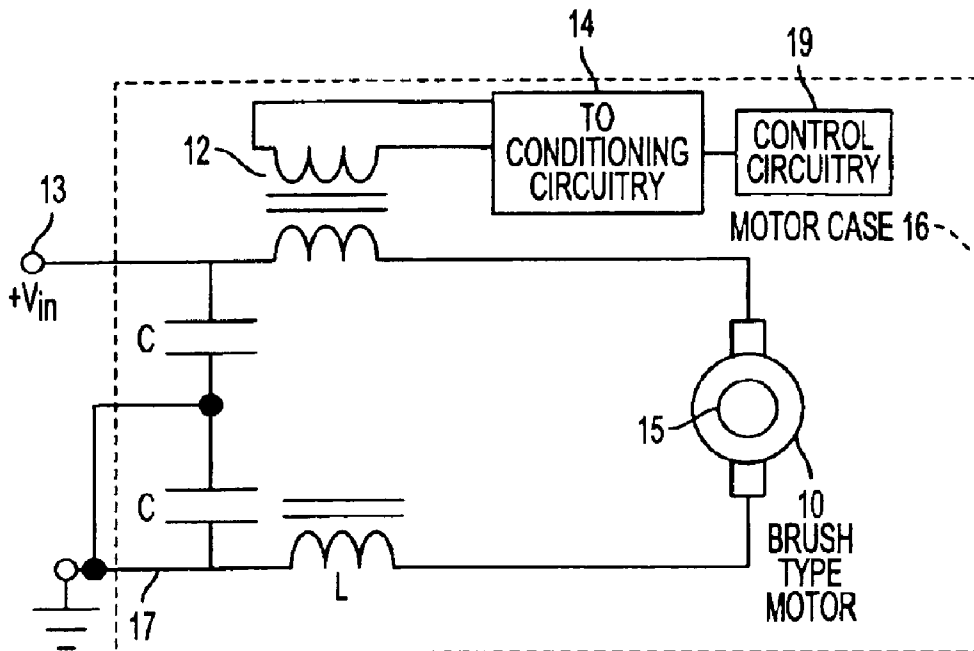 14
19
TO
CONDITIONING
CIRCUITRY
CONTROL
CIRCUITRY
12
13
MOTOR CASE 16
+Vin
C
15
C
10
BRUSH
TYPE
MOTOR
L
17